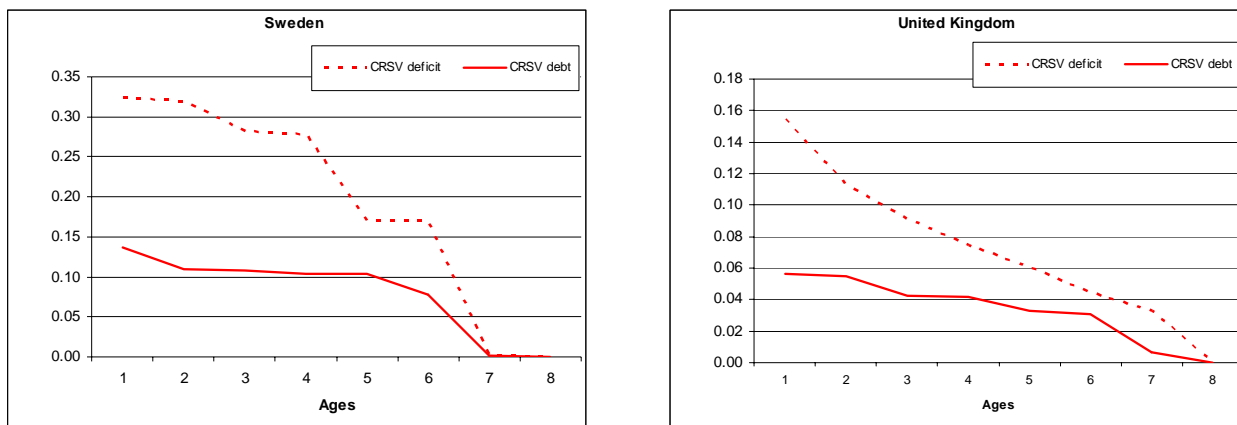 Sweden
CRSV deficit CRSV debt
0.35
0.30
0.25
0.20
0.15
0.10
0.05
0.00
1 2 3 4 5 6 7 8
Ages
United Kingdom
CRSV deficit CRSV debt
0.18
0.16
0.14
0.12
0.10
0.08
0.06
0.04
0.02
0.00
1 2 3 4 5 6 7 8
Ages